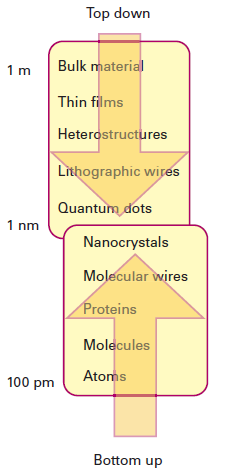 Top down
1 m
Bulk material
Thin films
Heterostructures
Lithographic wires
Quantum dots
1 nm
Nanocrystals
Molecular wires
Proteins
Molecules
Atoms
100 pm
Bottom up